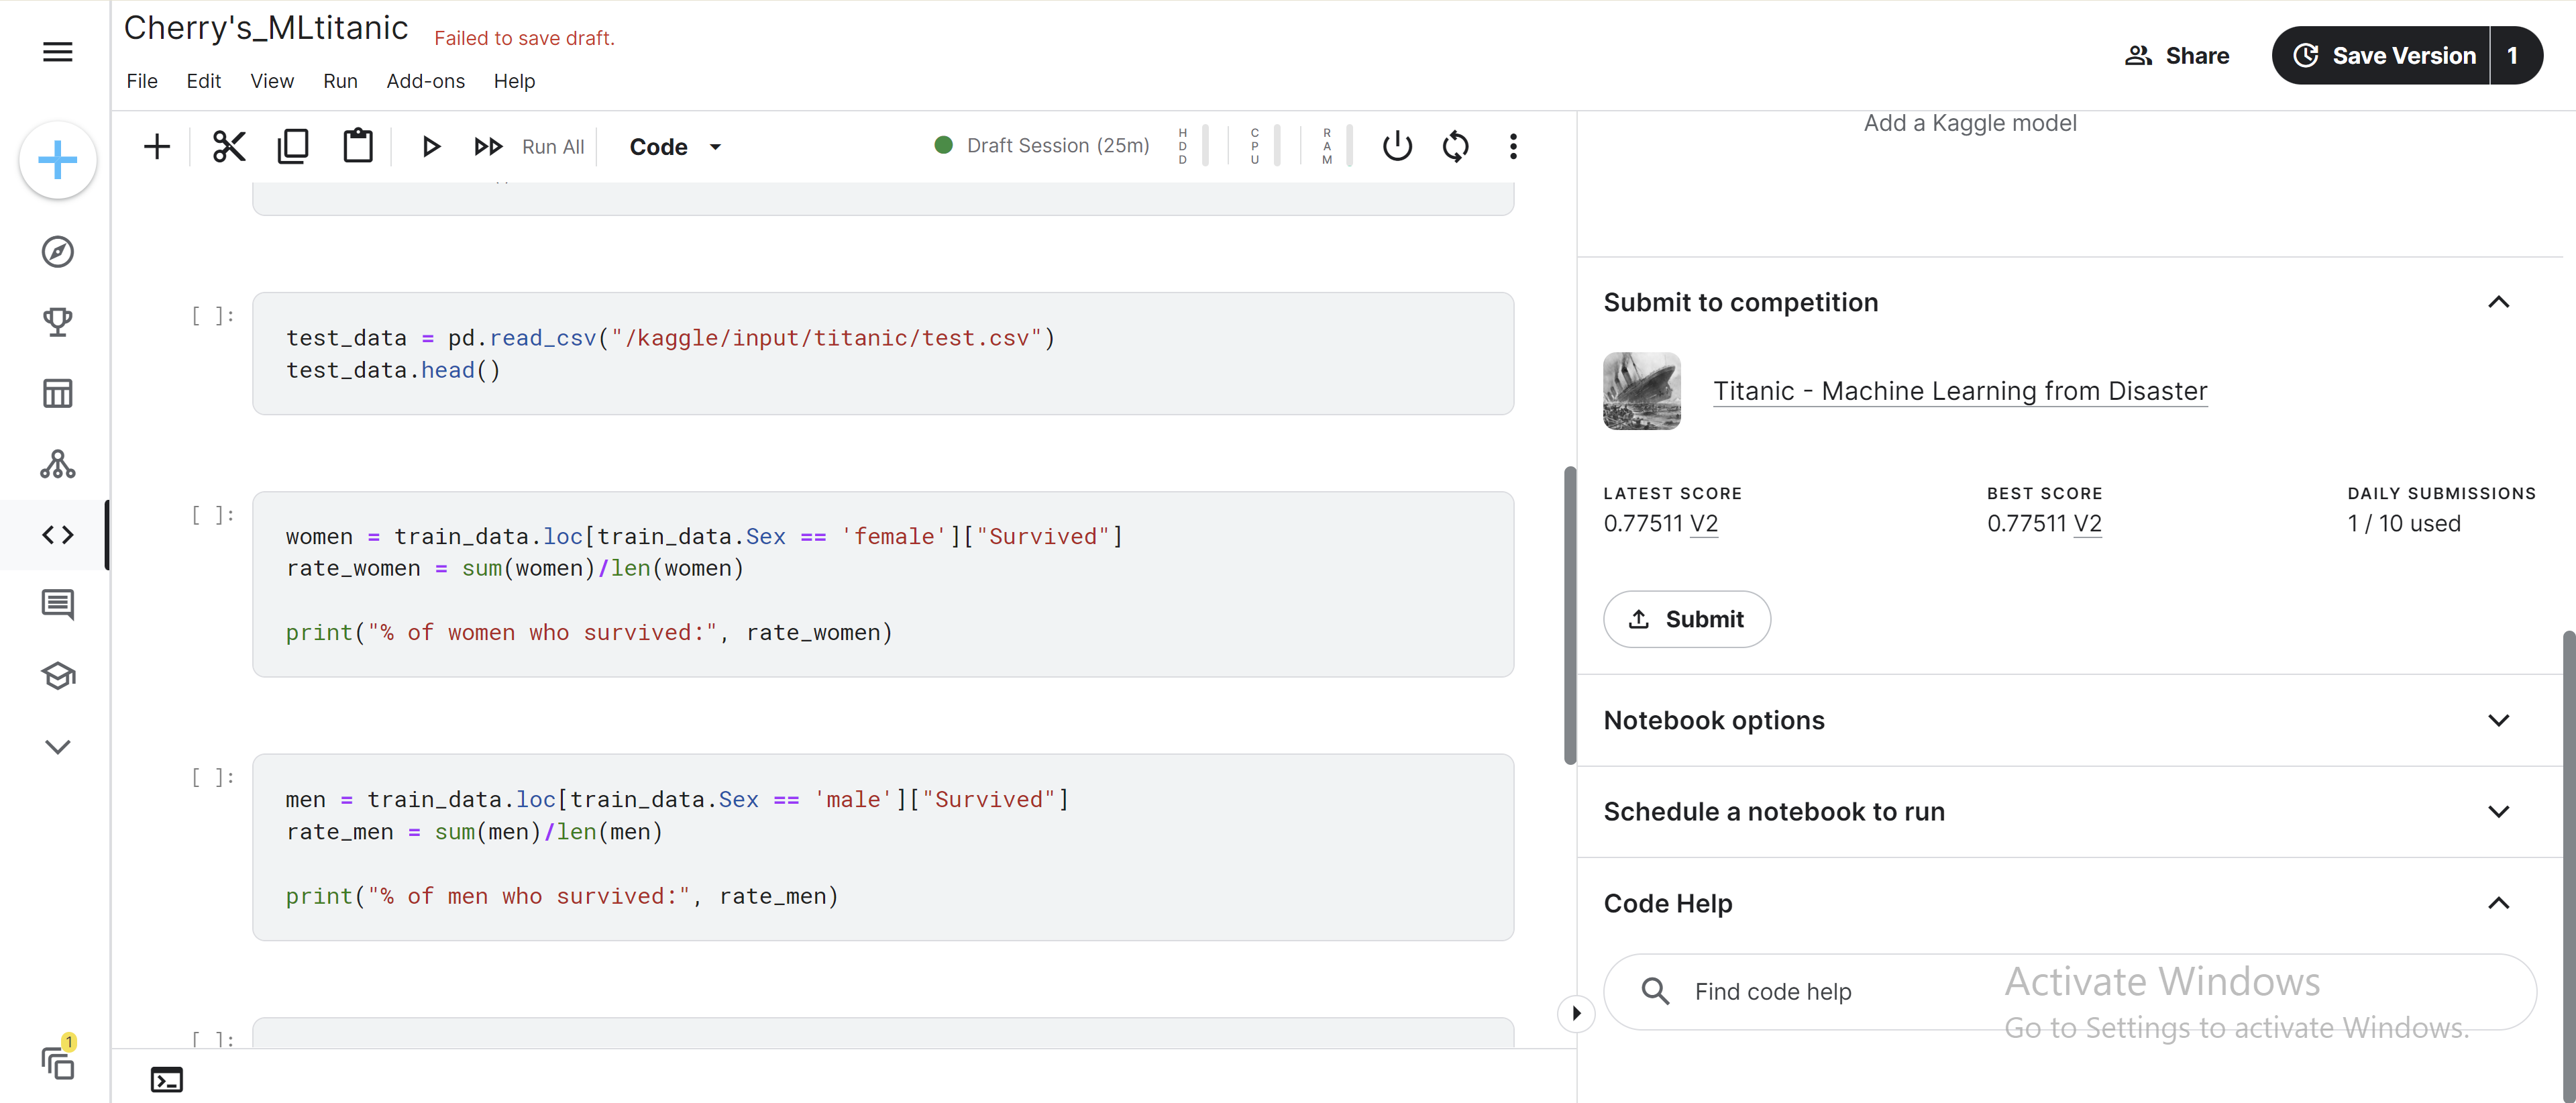 Cherry's_MLtitanic
Failed to save draft.
File Edit View Run Add-ons Help
Share
Save Version 1
Run All
Code
Draft Session (25m)
HDD
CPU
RAM
[ ]:
test_data = pd.read_csv("/kaggle/input/titanic/test.csv")
test_data.head()
[ ]:
women = train_data.loc[train_data.Sex == 'female']["Survived"]
rate_women = sum(women)/len(women)
print("% of women who survived:", rate_women)
[ ]:
men = train_data.loc[train_data.Sex == 'male']["Survived"]
rate_men = sum(men)/len(men)
print("% of men who survived:", rate_men)
[ ]:
1
Add a Kaggle model
Submit to competition
Titanic - Machine Learning from Disaster
LATEST SCORE
0.77511 V2
BEST SCORE
0.77511 V2
DAILY SUBMISSIONS
1 / 10 used
Submit
Notebook options
Schedule a notebook to run
Code Help
Find code help
Activate Windows
Go to Settings to activate Windows.